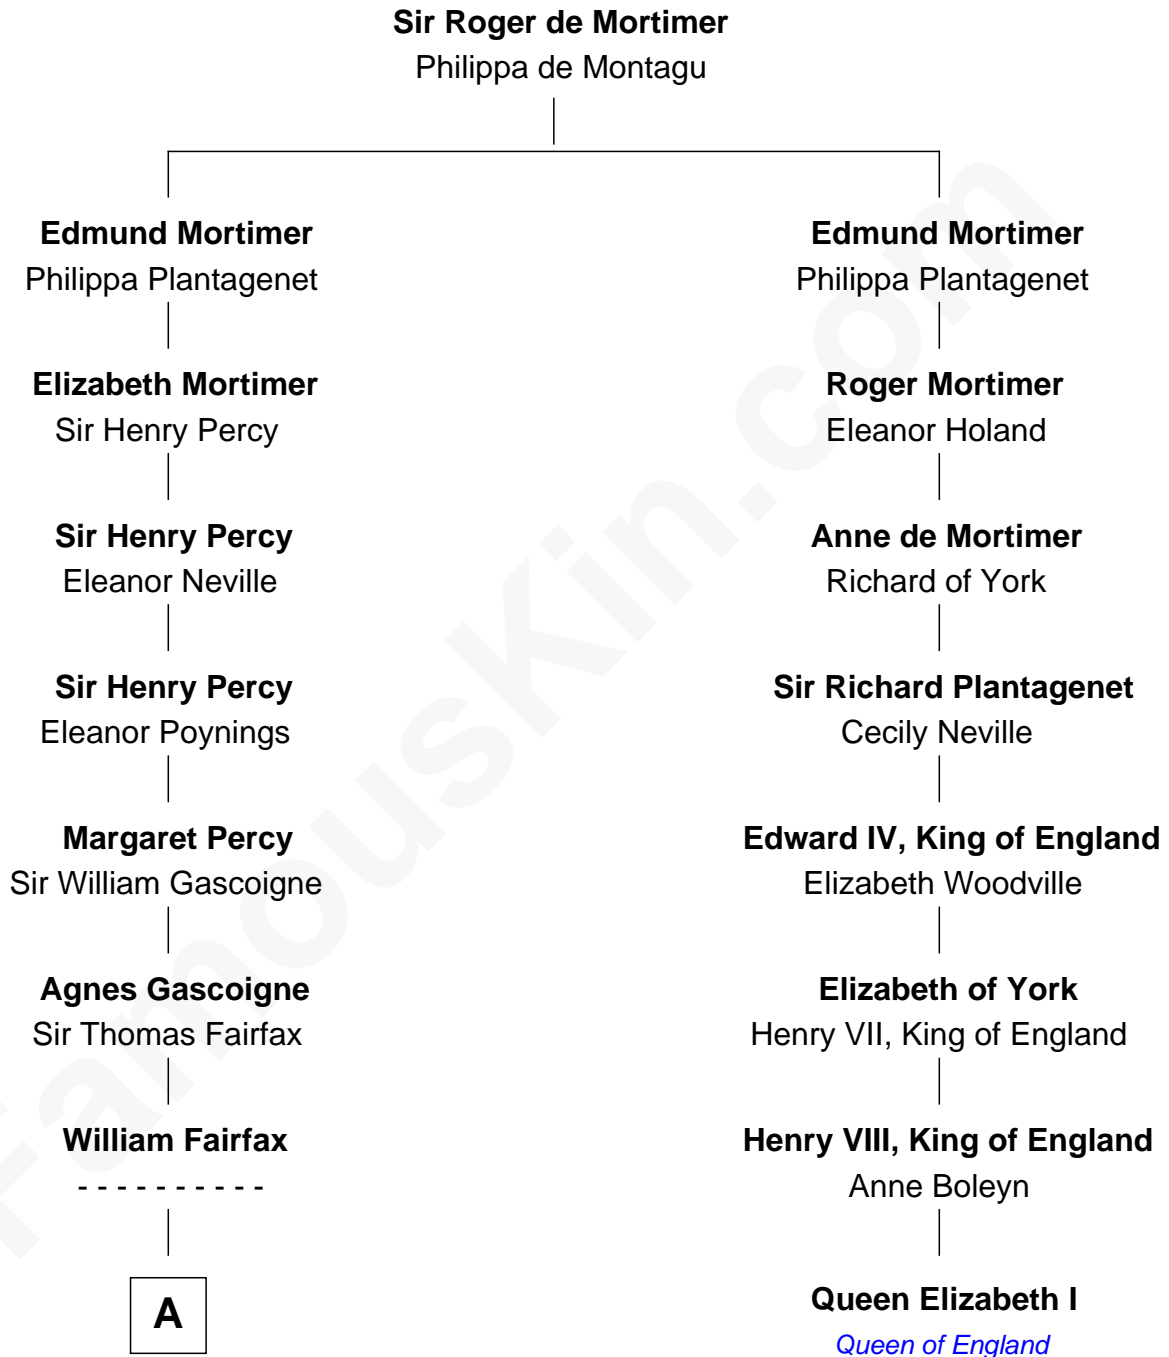 Sir Roger de Mortimer
Philippa de Montagu
Edmund Mortimer
Philippa Plantagenet
Edmund Mortimer
Philippa Plantagenet
Elizabeth Mortimer
Sir Henry Percy
Roger Mortimer
Eleanor Holand
Sir Henry Percy
Eleanor Neville
Anne de Mortimer
Richard of York
Sir Henry Percy
Eleanor Poynings
Sir Richard Plantagenet
Cecily Neville
Margaret Percy
Sir William Gascoigne
Edward IV, King of England
Elizabeth Woodville
Agnes Gascoigne
Sir Thomas Fairfax
Elizabeth of York
Henry VII, King of England
William Fairfax
- - - - - - - - - -
Henry VIII, King of England
Anne Boleyn
A
Queen Elizabeth I
Queen of England
FamousKin.com